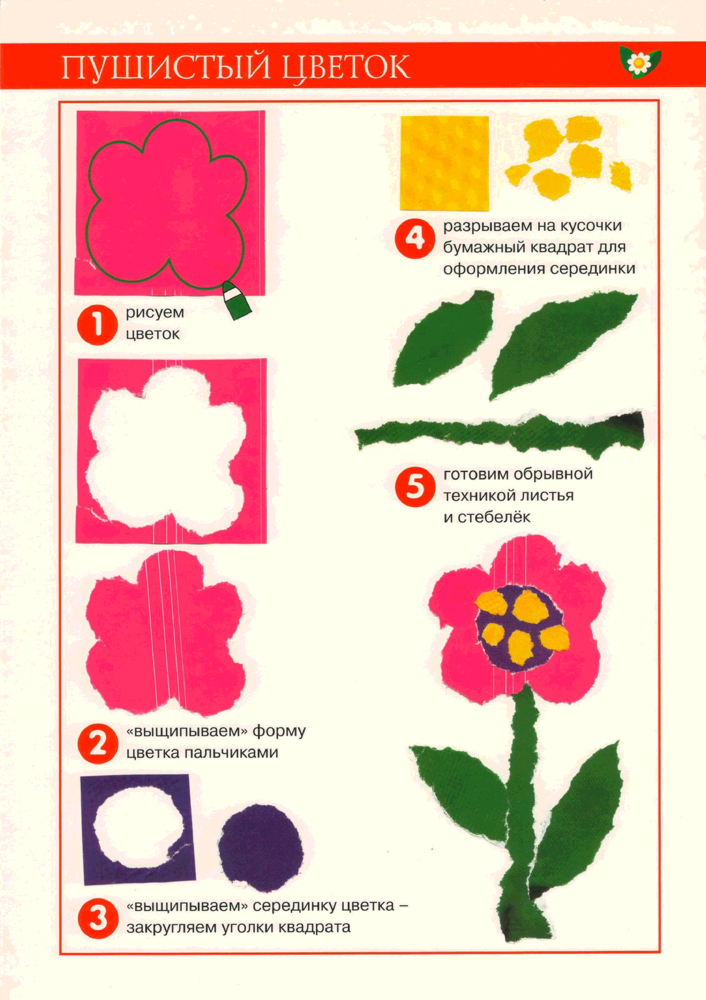 ПУШИСТЫЙ ЦВЕТОК
1 рисуем
цветок
2 «выщипываем» форму
цветка пальчиками
3 «выщипываем» серединку цветка –
закругляем уголки квадрата
4 разрываем на кусочки
бумажный квадрат для
оформления серединки
5 готовим обрывной
техникой листья
и стебелёк